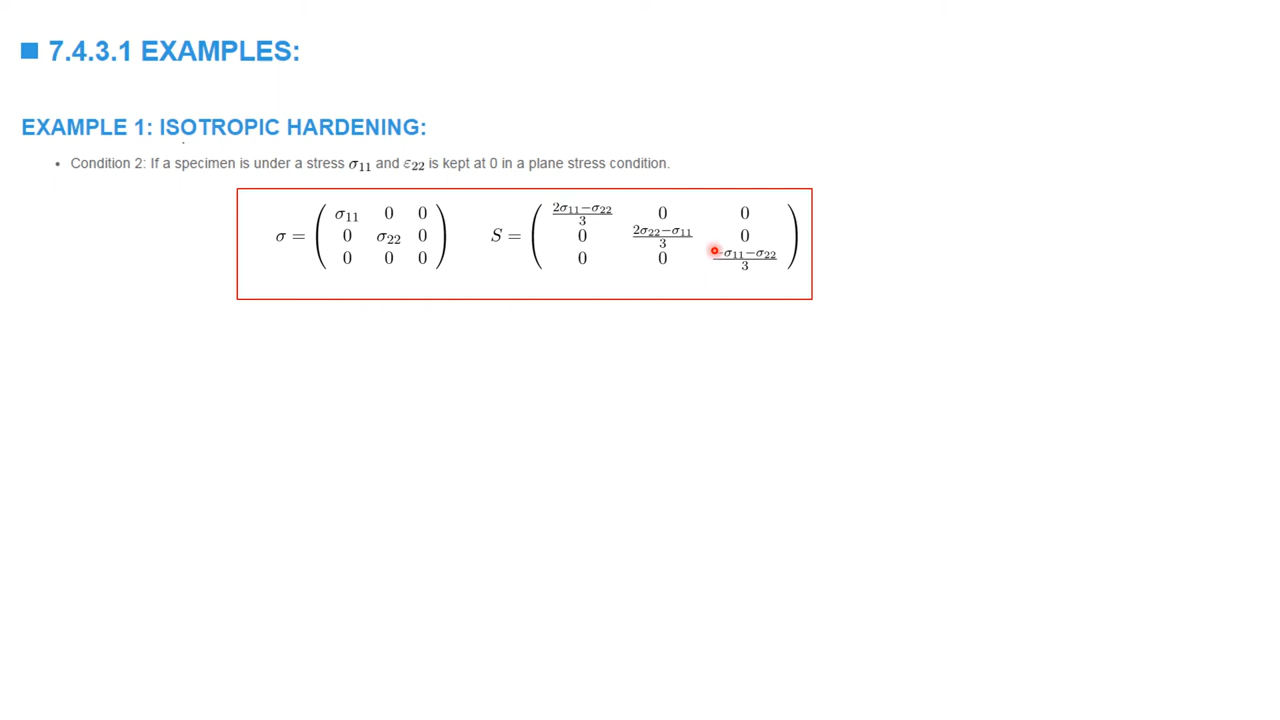 7.4.3.1 EXAMPLES:
EXAMPLE 1: ISOTROPIC HARDENING:
• Condition 2: If a specimen is under a stress σ₁₁ and ε₂₂ is kept at 0 in a plane stress condition.
σ = ( σ₁₁ 0 0 ; 0 σ₂₂ 0 ; 0 0 0 ) S = ( (2σ₁₁−σ₂₂)/3 0 0 ; 0 (2σ₂₂−σ₁₁)/3 0 ; 0 0 (−σ₁₁−σ₂₂)/3 )